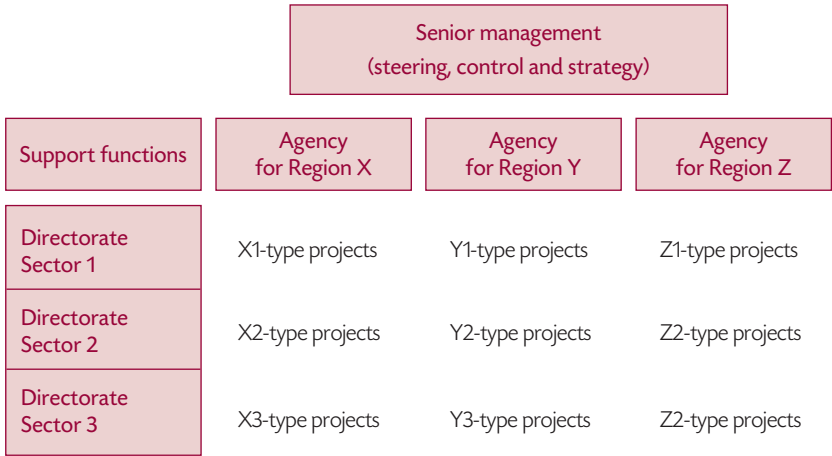 Senior management
(steering, control and strategy)
Support functions
Agency
for Region X
Agency
for Region Y
Agency
for Region Z
Directorate
Sector 1
X1-type projects
Y1-type projects
Z1-type projects
Directorate
Sector 2
X2-type projects
Y2-type projects
Z2-type projects
Directorate
Sector 3
X3-type projects
Y3-type projects
Z2-type projects